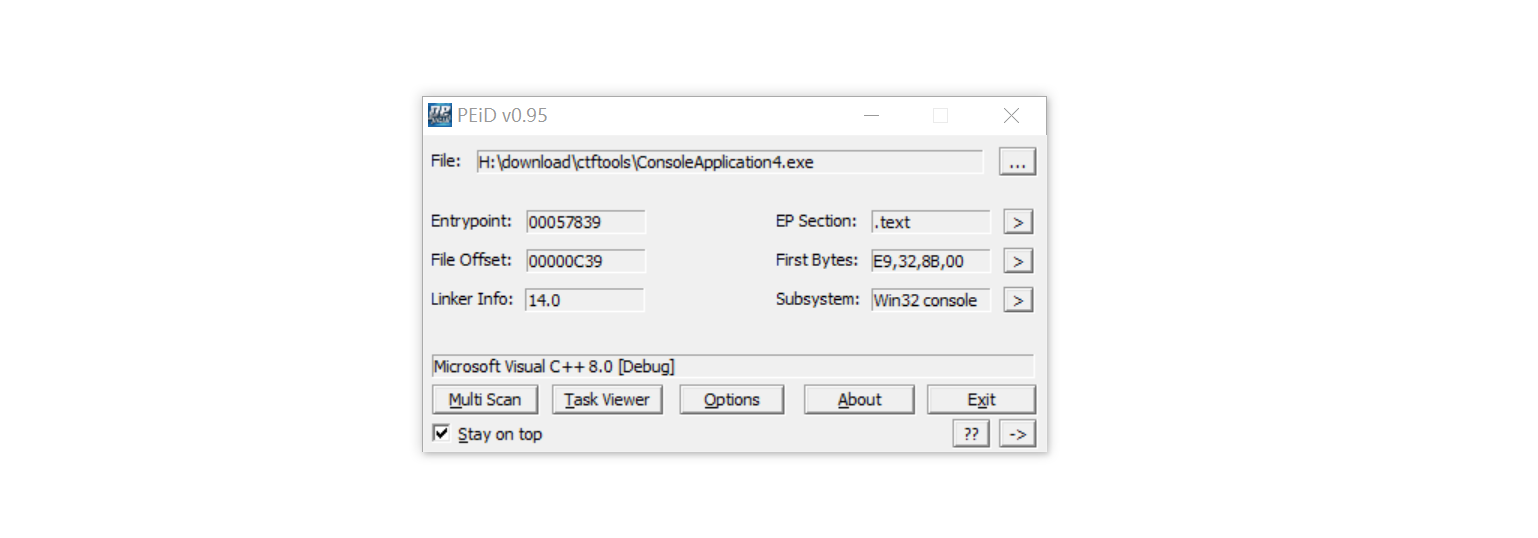 PEiD v0.95
File: H:\download\ctftools\ConsoleApplication4.exe ...
Entrypoint: 00057839 EP Section: .text >
File Offset: 00000C39 First Bytes: E9,32,8B,00 >
Linker Info: 14.0 Subsystem: Win32 console >
Microsoft Visual C++ 8.0 [Debug]
Multi Scan Task Viewer Options About Exit
Stay on top ?? ->